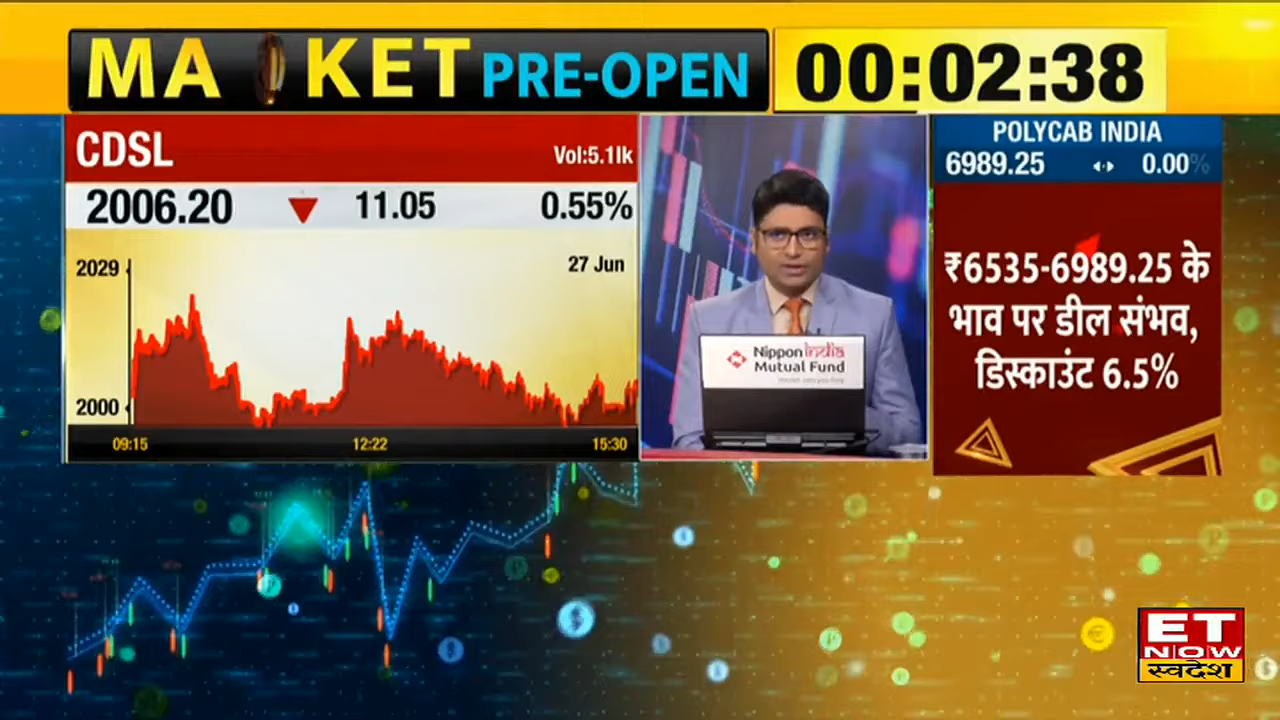 MARKET PRE-OPEN
00:02:38
CDSL
Vol:5.1lk
2006.20 11.05 0.55%
27 Jun
2029
2000
09:15 12:22 15:30
Nippon india
Mutual Fund
POLYCAB INDIA
6989.25 0.00%
₹6535-6989.25 के
भाव पर डील संभव,
डिस्काउंट 6.5%
ET
NOW
स्वदेश